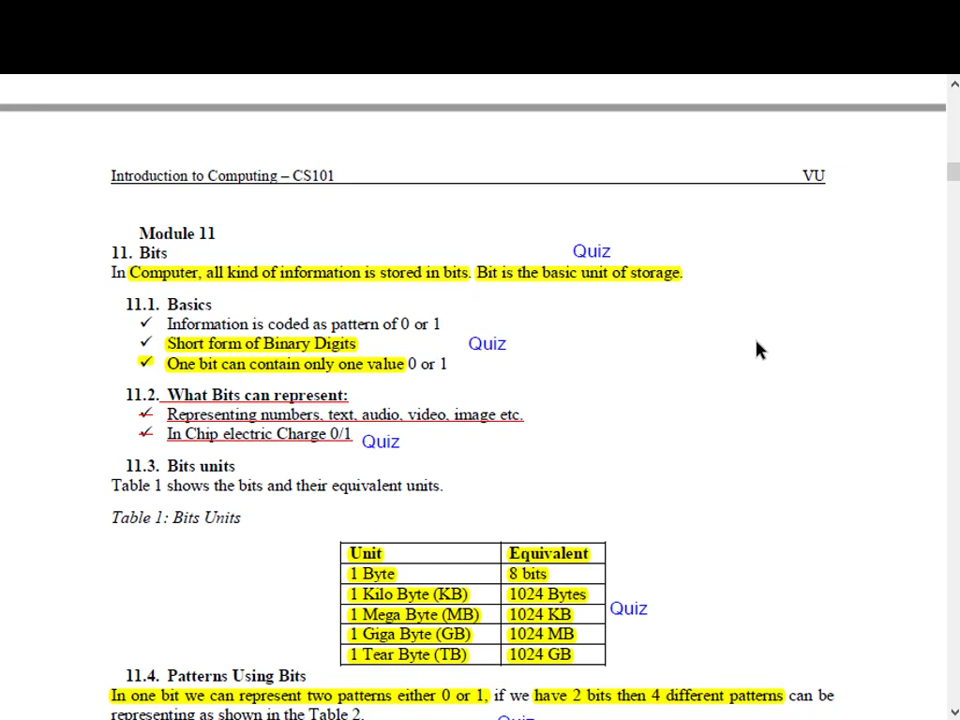 Introduction to Computing – CS101 VU
Module 11
11. Bits Quiz
In Computer, all kind of information is stored in bits. Bit is the basic unit of storage.
11.1. Basics
✓ Information is coded as pattern of 0 or 1
✓ Short form of Binary Digits Quiz
✓ One bit can contain only one value 0 or 1
11.2. What Bits can represent:
✓ Representing numbers, text, audio, video, image etc.
✓ In Chip electric Charge 0/1 Quiz
11.3. Bits units
Table 1 shows the bits and their equivalent units.
Table 1: Bits Units
Unit Equivalent
1 Byte 8 bits
1 Kilo Byte (KB) 1024 Bytes
1 Mega Byte (MB) 1024 KB Quiz
1 Giga Byte (GB) 1024 MB
1 Tear Byte (TB) 1024 GB
11.4. Patterns Using Bits
In one bit we can represent two patterns either 0 or 1, if we have 2 bits then 4 different patterns can be
representing as shown in the Table 2. Quiz